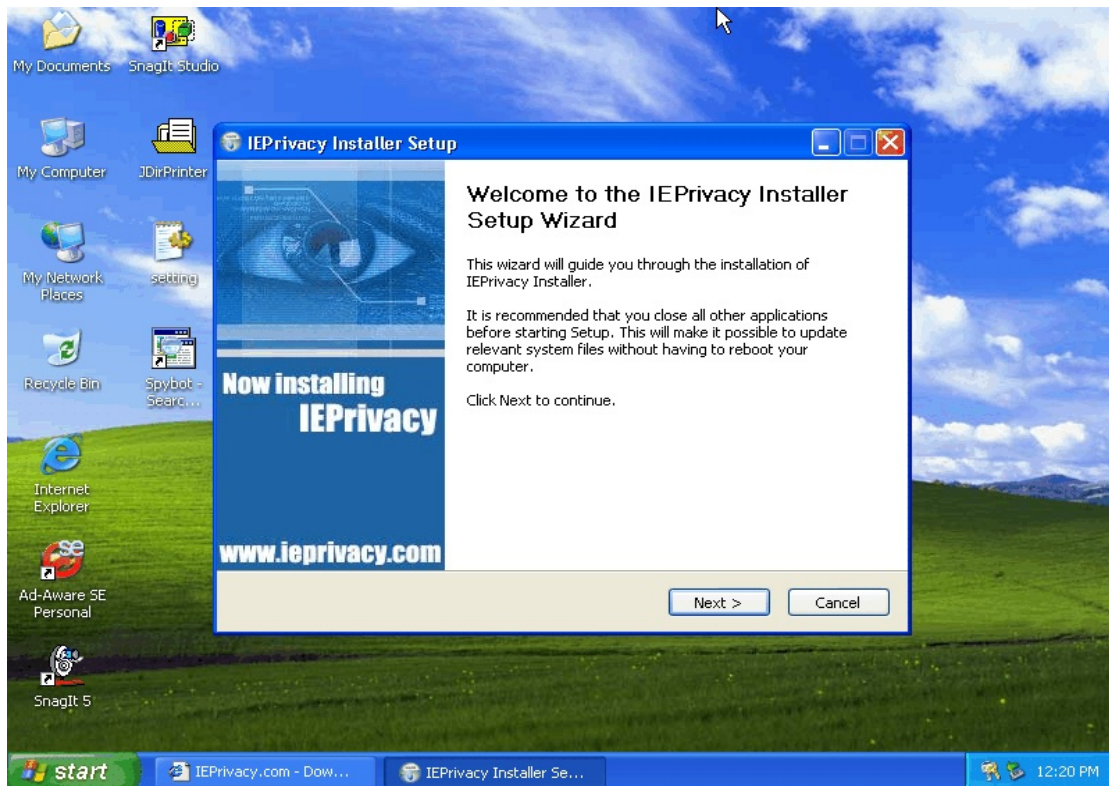 My Documents
SnagIt Studio
My Computer
JDirPrinter
My Network
Places
setting
Recycle Bin
Spybot -
Searc...
Internet
Explorer
Ad-Aware SE
Personal
SnagIt 5
IEPrivacy Installer Setup
Now installing
IEPrivacy
www.ieprivacy.com
Welcome to the IEPrivacy Installer
Setup Wizard
This wizard will guide you through the installation of
IEPrivacy Installer.
It is recommended that you close all other applications
before starting Setup. This will make it possible to update
relevant system files without having to reboot your
computer.
Click Next to continue.
Next >
Cancel
start
IEPrivacy.com - Dow...
IEPrivacy Installer Se...
12:20 PM